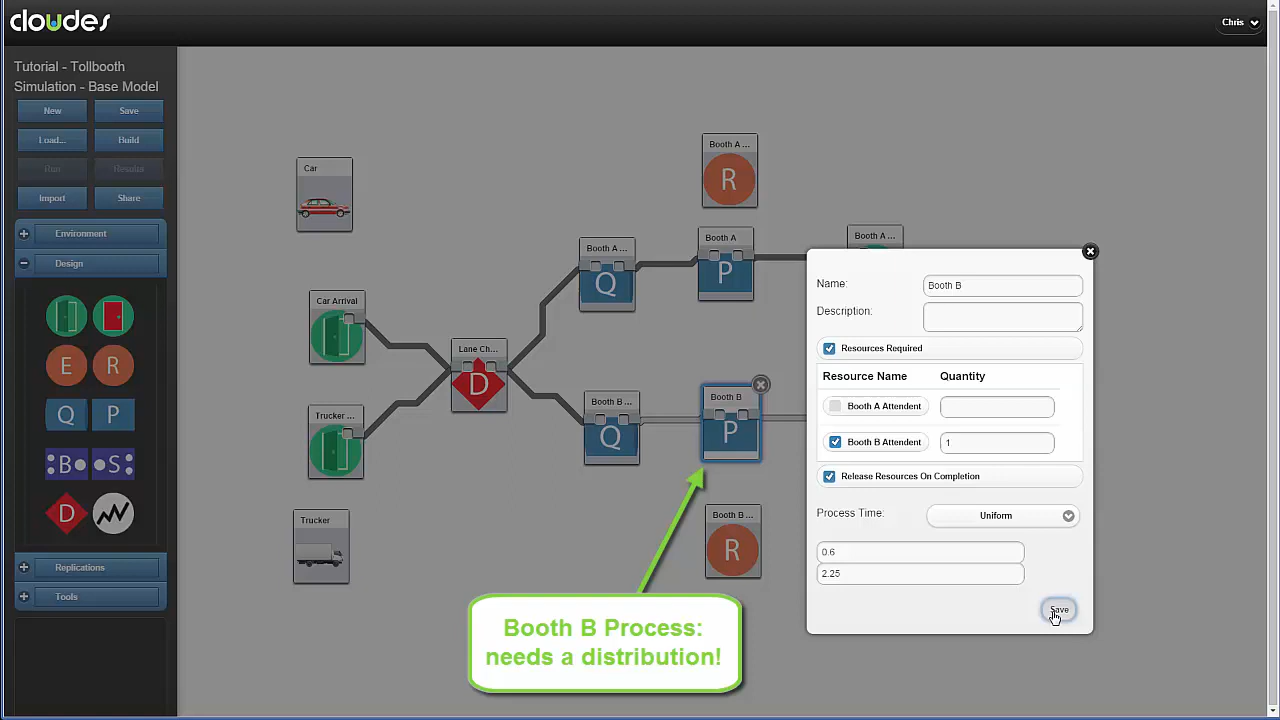 cloudes
Chris
Tutorial - Tollbooth
Simulation - Base Model
New
Save
Load...
Build
Run
Results
Import
Share
Environment
Design
E
R
Q
P
B
S
D
Replications
Tools
Car
Car Arrival
Trucker ...
Trucker
Lane Ch...
D
Booth A ...
Q
Booth B ...
Q
Booth A ...
R
Booth A
P
Booth B
P
Booth B ...
R
Booth A ...
Name:
Booth B
Description:
Resources Required
Resource Name
Quantity
Booth A Attendent
Booth B Attendent
1
Release Resources On Completion
Process Time:
Uniform
0.6
2.25
Save
Booth B Process:
needs a distribution!